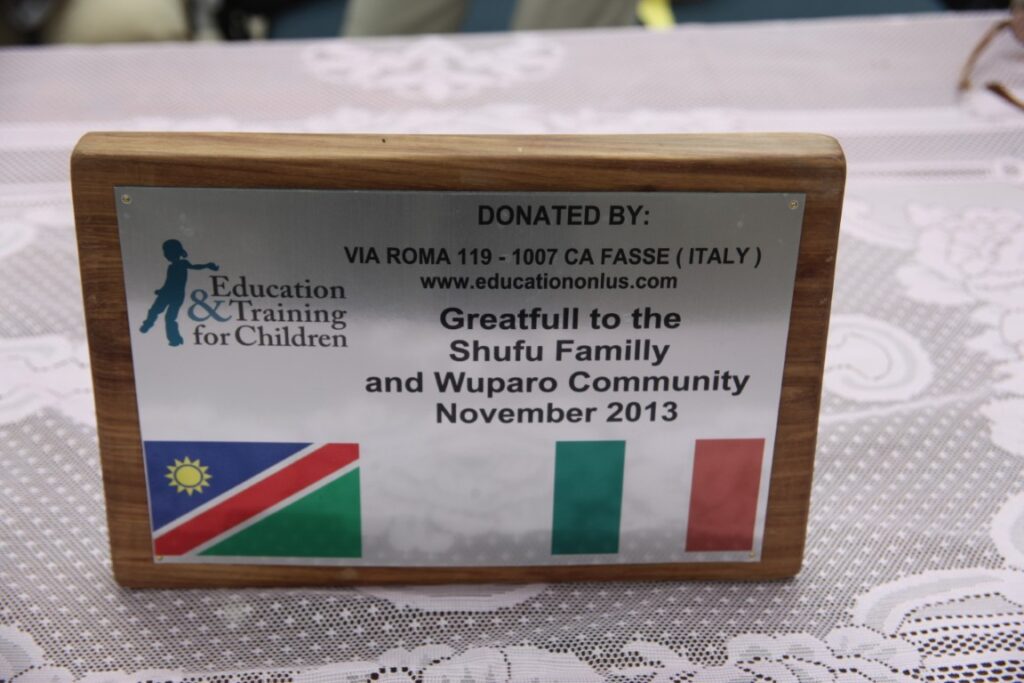 DONATED BY:
VIA ROMA 119 - 1007 CA FASSE ( ITALY )
www.educationonlus.com
Education
& Training
for Children
Greatfull to the
Shufu Familly
and Wuparo Community
November 2013